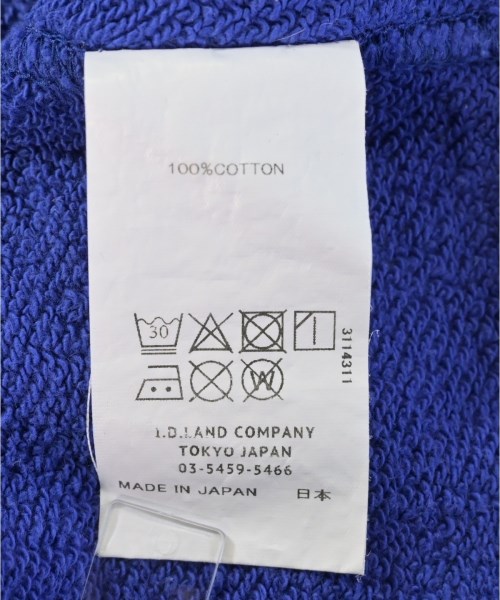 100%COTTON
30
W
3114311
I.D.LAND COMPANY
TOKYO JAPAN
03-5459-5466
MADE IN JAPAN 日本